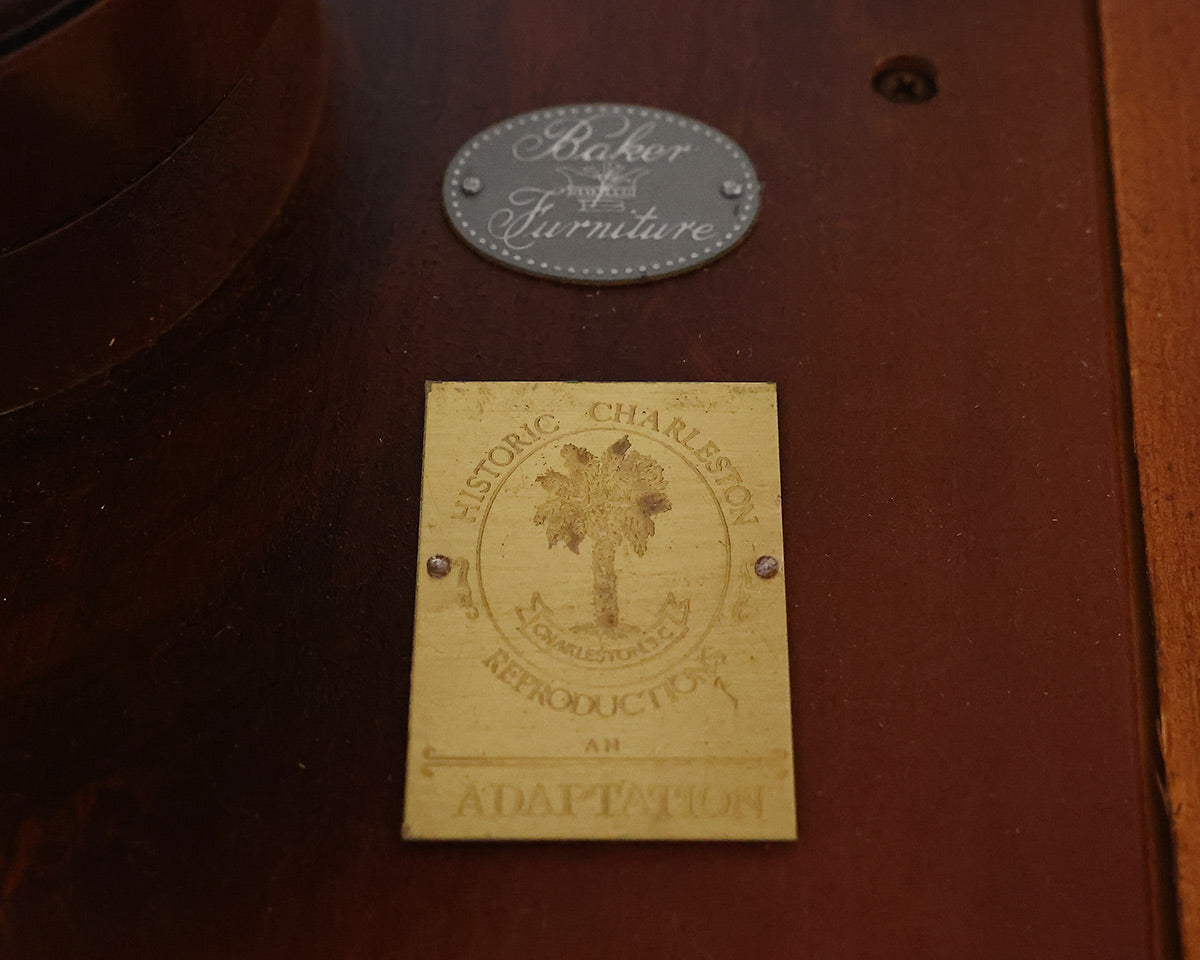 Baker
Furniture
HISTORIC CHARLESTON
CHARLESTON S.C.
REPRODUCTIONS
AN
ADAPTATION